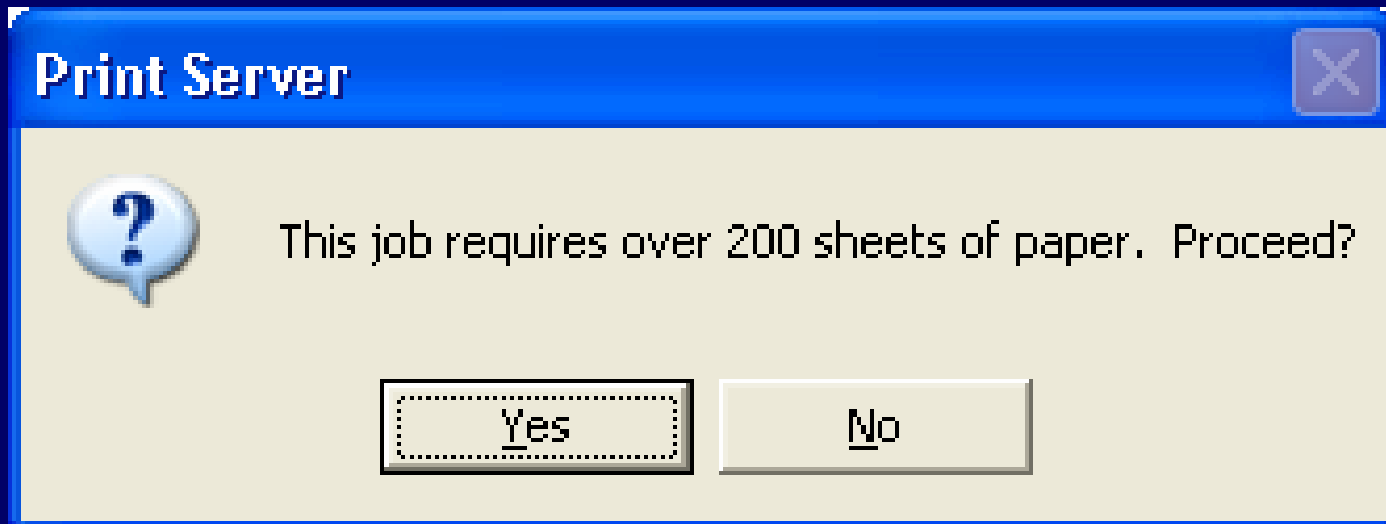 Print Server
This job requires over 200 sheets of paper.  Proceed?
Yes
No